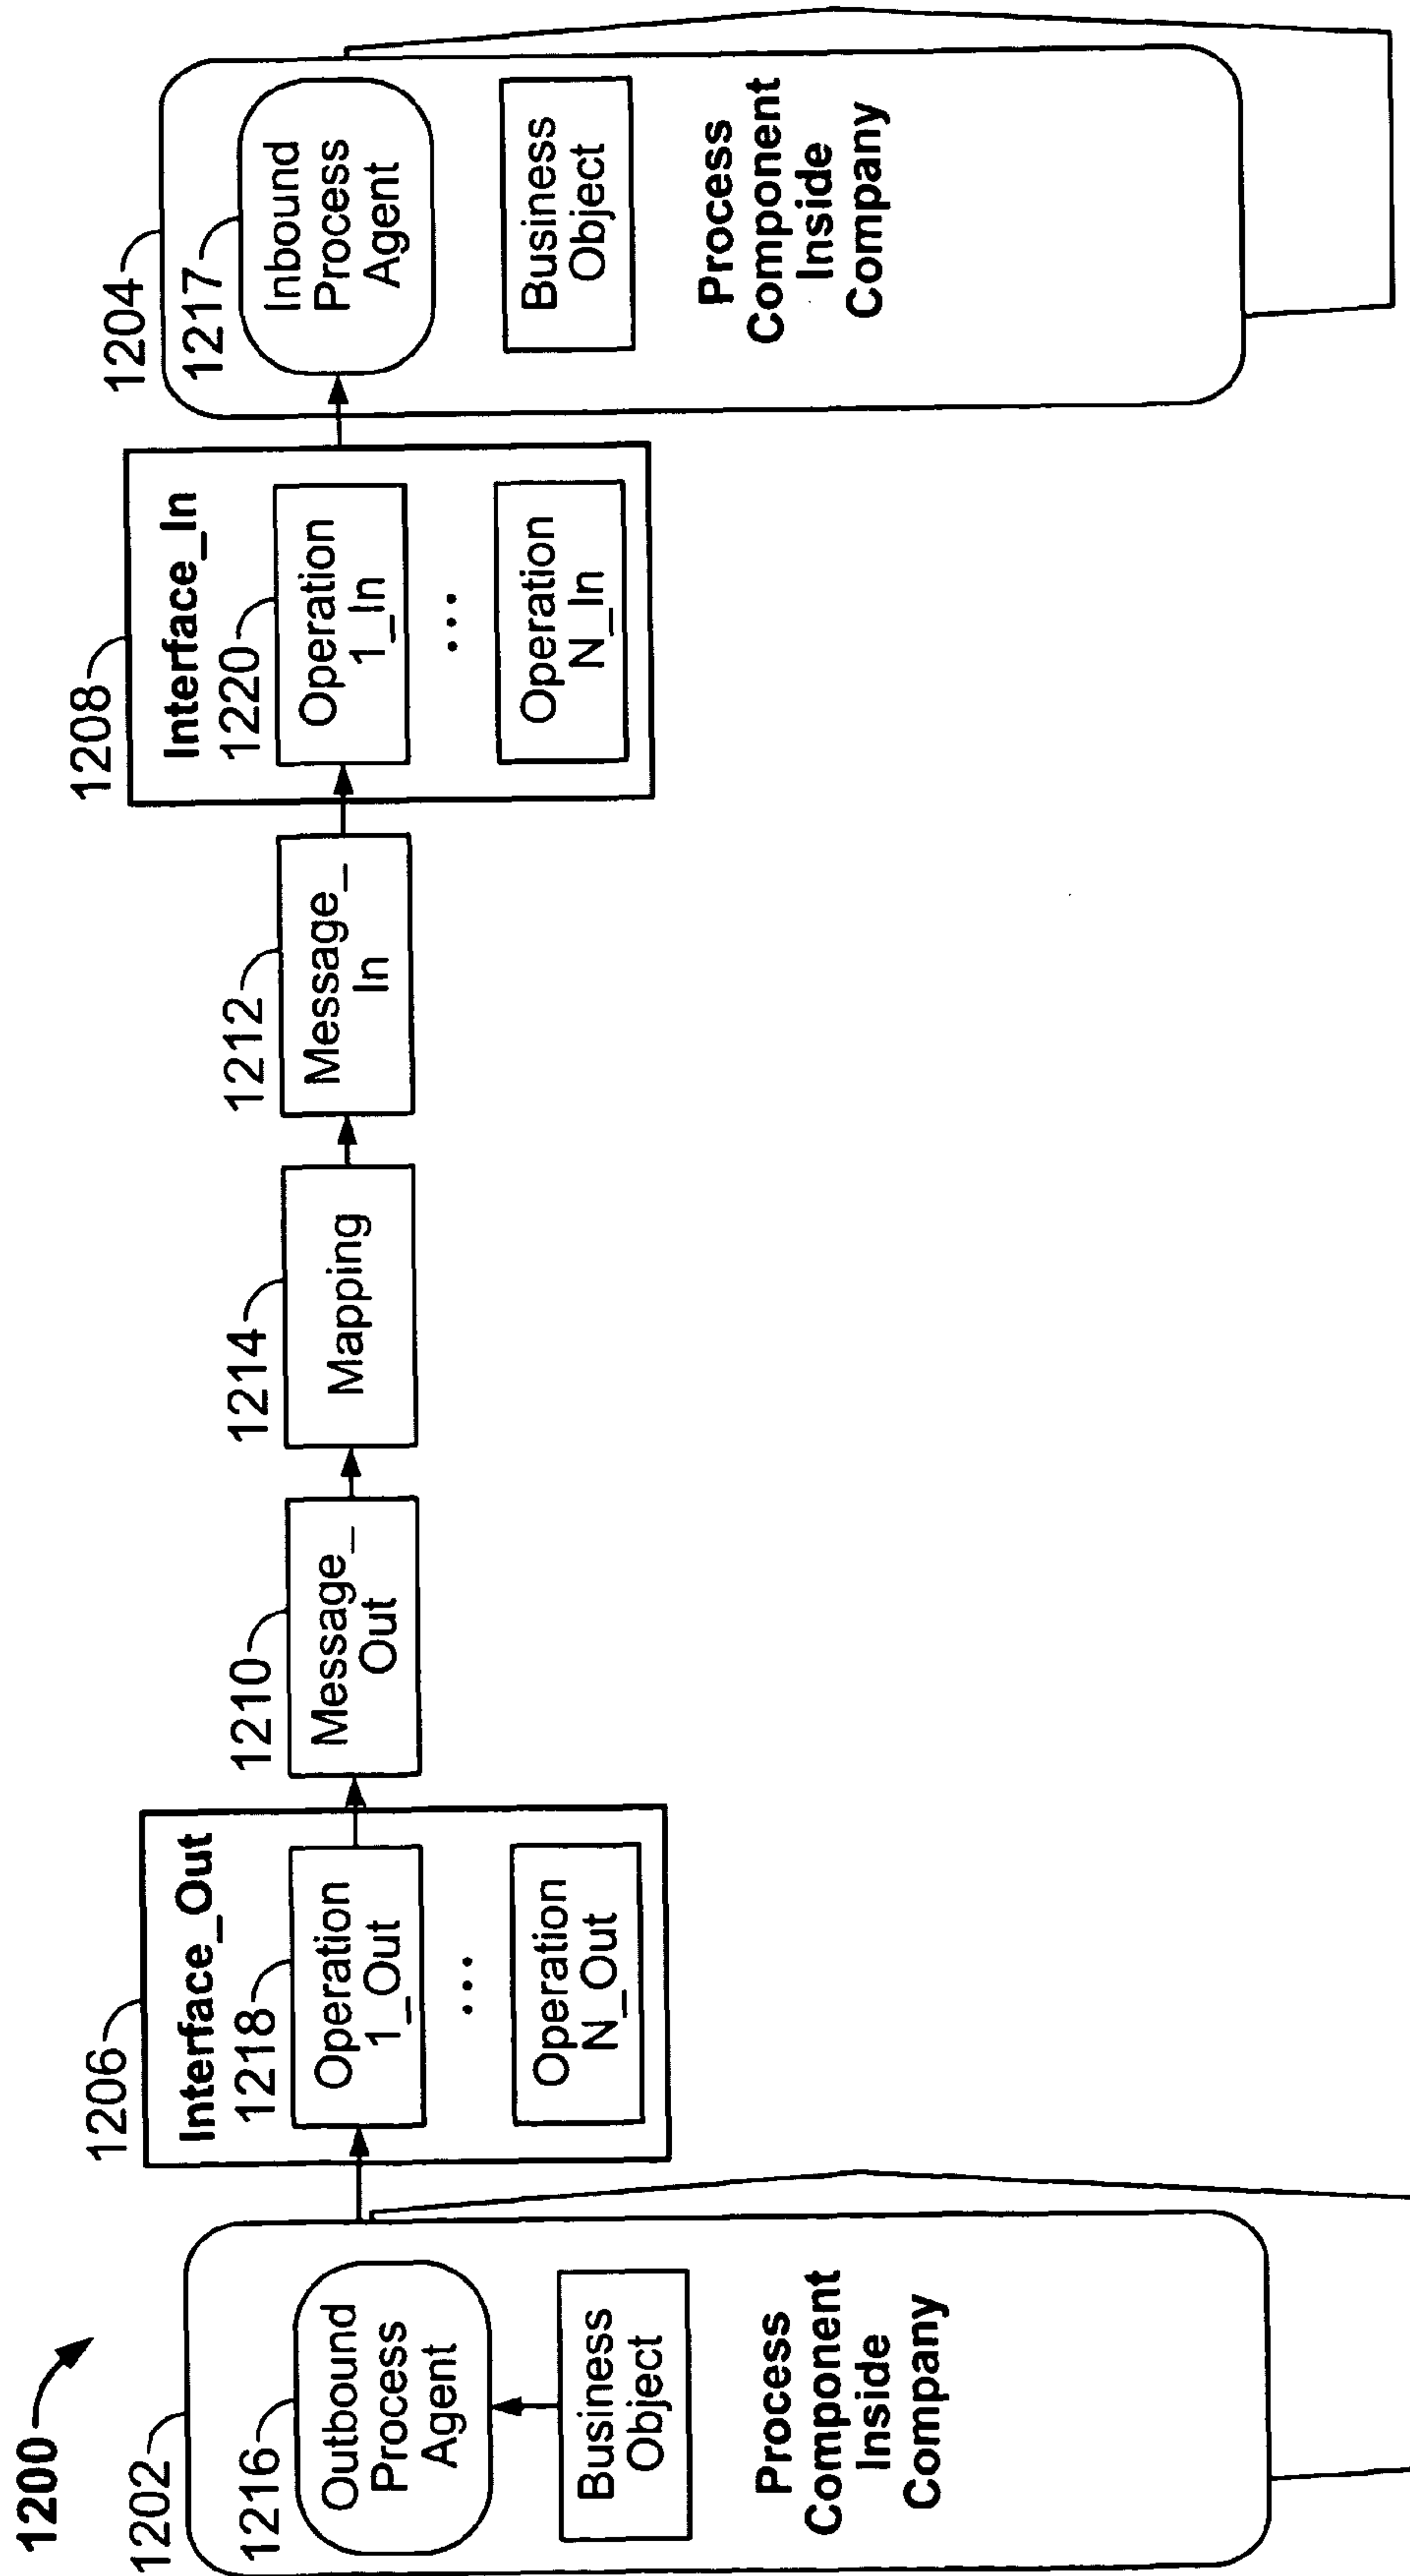 1200
1202
1216
Outbound
Process
Agent
Business
Object
Process
Component
Inside
Company
1206
Interface_Out
1218
Operation
1_Out
...
Operation
N_Out
1210
Message_
Out
1214
Mapping
1212
Message_
In
1208
Interface_In
1220
Operation
1_In
...
Operation
N_In
1204
1217
Inbound
Process
Agent
Business
Object
Process
Component
Inside
Company